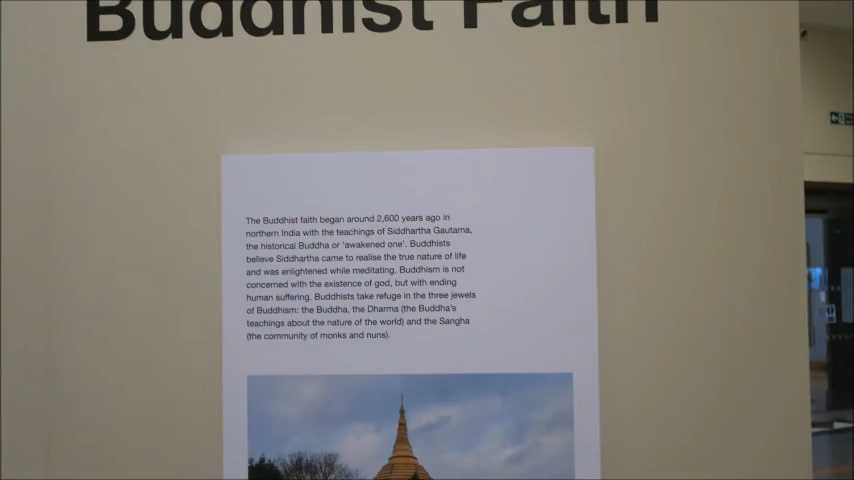 Buddhist Faith
The Buddhist faith began around 2,600 years ago in
northern India with the teachings of Siddhartha Gautama,
the historical Buddha or ‘awakened one’. Buddhists
believe Siddhartha came to realise the true nature of life
and was enlightened while meditating. Buddhism is not
concerned with the existence of god, but with ending
human suffering. Buddhists take refuge in the three jewels
of Buddhism: the Buddha, the Dharma (the Buddha’s
teachings about the nature of the world) and the Sangha
(the community of monks and nuns).